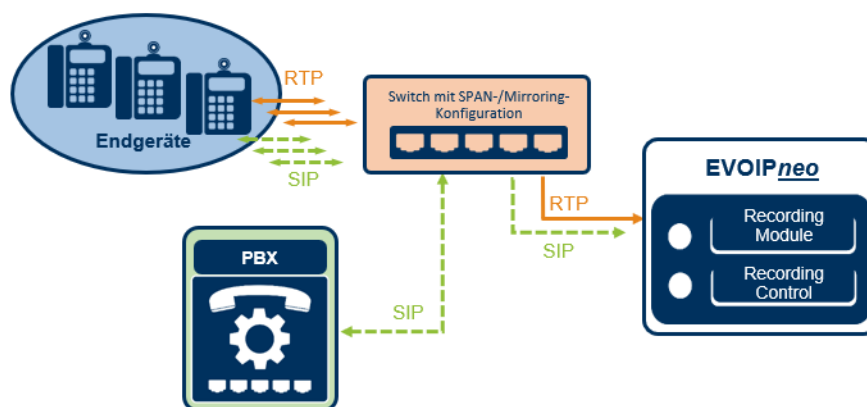 RTP
Endgeräte
SIP
Switch mit SPAN-/Mirroring-
Konfiguration
EVOIPneo
RTP
Recording
Module
SIP
Recording
Control
PBX
SIP